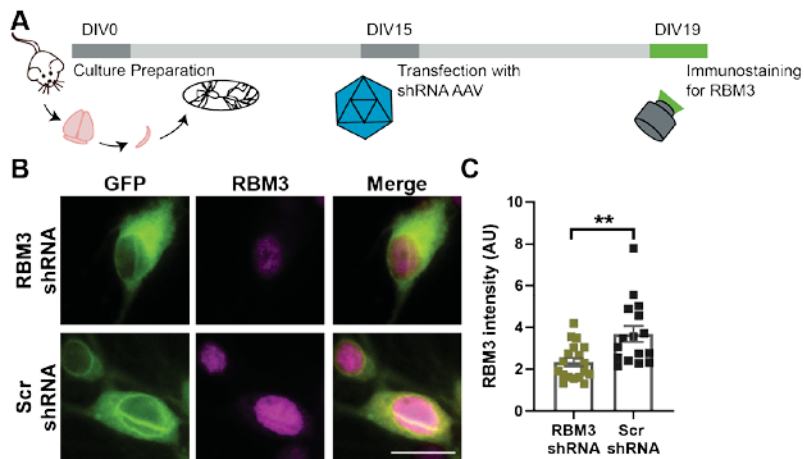 A
DIV0
DIV15
DIV19
Culture Preparation
Transfection with
shRNA AAV
Immunostaining
for RBM3
B
GFP
RBM3
Merge
RBM3
shRNA
Scr
shRNA
C
**
RBM3 intensity (AU)
10
8
6
4
2
0
RBM3
shRNA
Scr
shRNA